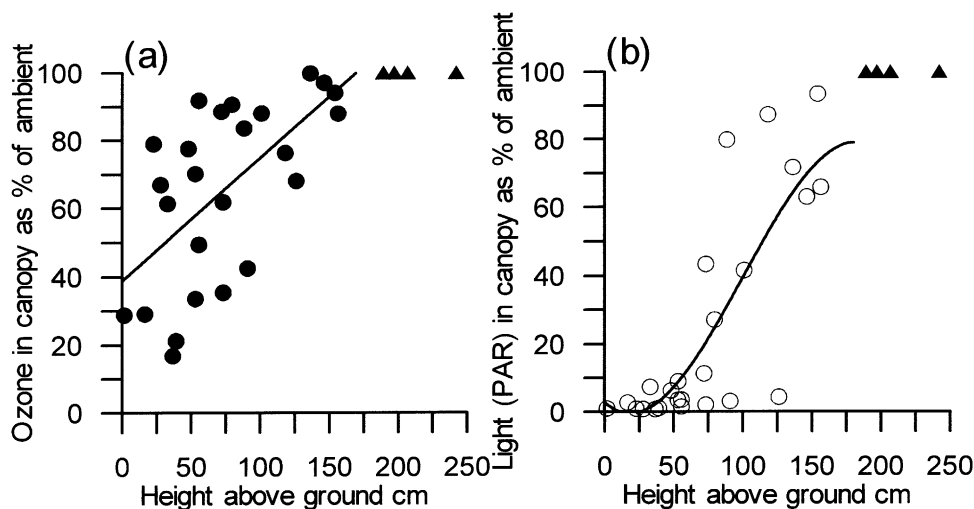 (a)
Ozone in canopy as % of ambient
100
80
60
40
20
0
0 50 100 150 200 250
Height above ground cm
(b)
Light (PAR) in canopy as % of ambient
100
80
60
40
20
0
0 50 100 150 200 250
Height above ground cm